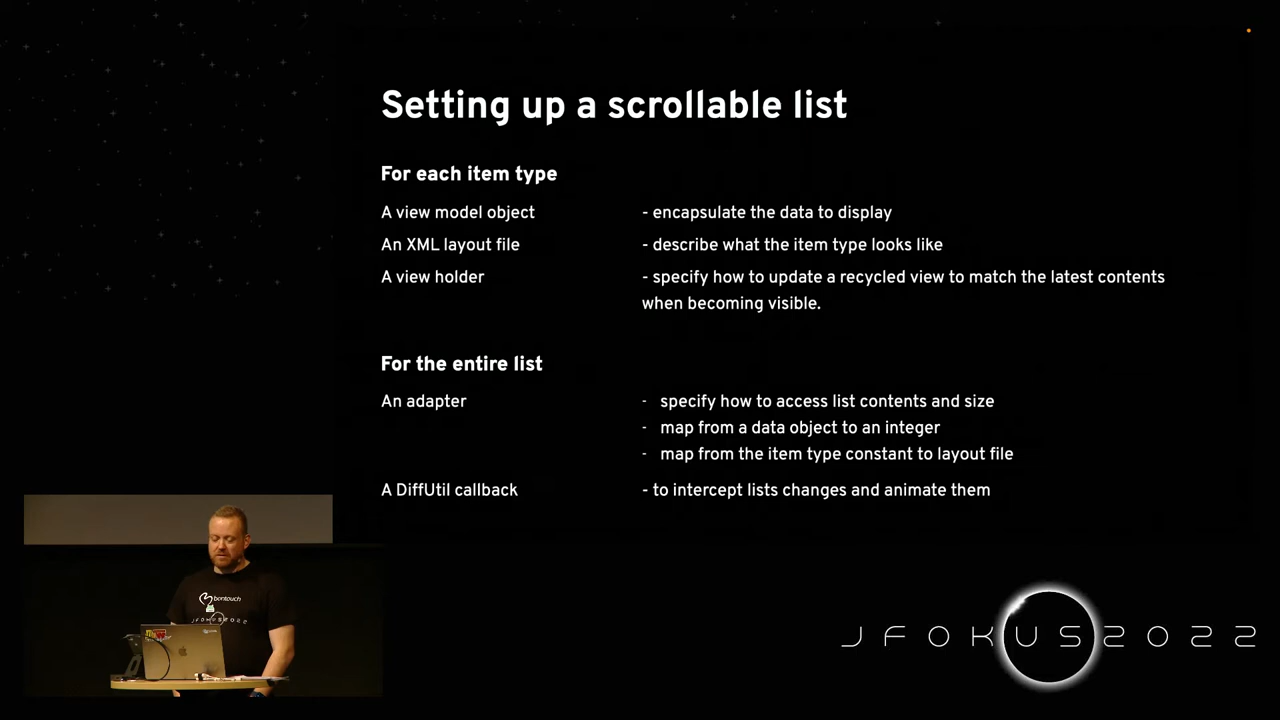 Setting up a scrollable list
For each item type
A view model object - encapsulate the data to display
An XML layout file - describe what the item type looks like
A view holder - specify how to update a recycled view to match the latest contents
when becoming visible.
For the entire list
An adapter - specify how to access list contents and size
- map from a data object to an integer
- map from the item type constant to layout file
A DiffUtil callback - to intercept lists changes and animate them
bontouch
JFOKUS2022
JFOKUS2022